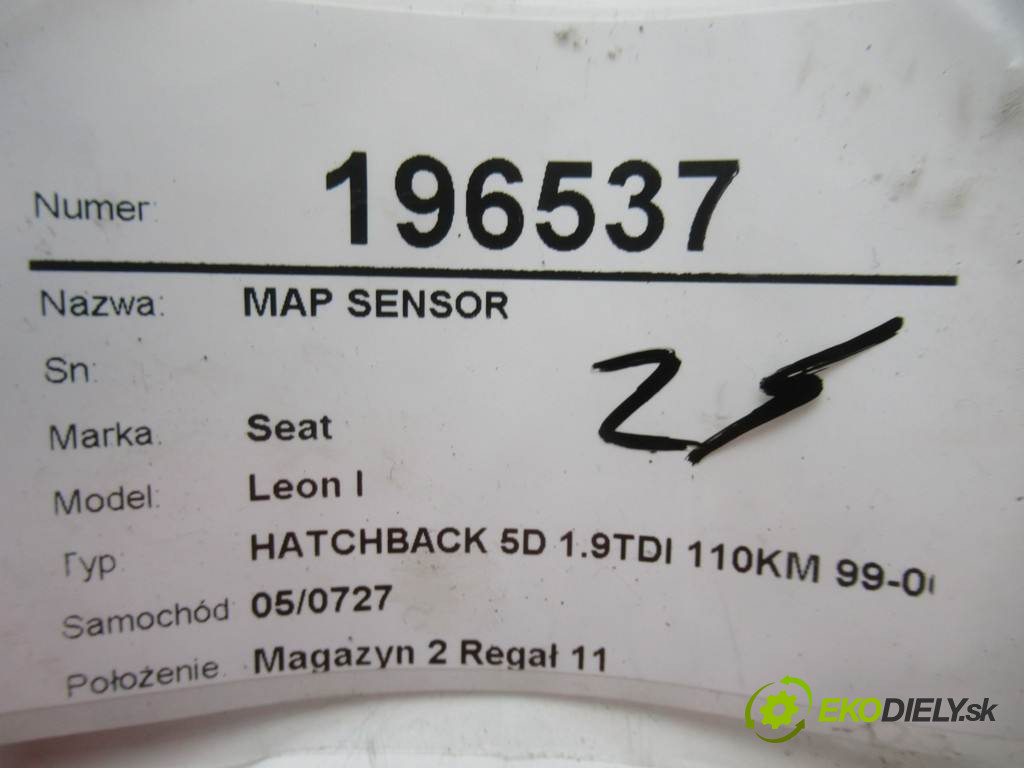 Numer: 196537
Nazwa: MAP SENSOR
Sn:
25
Marka: Seat
Model: Leon I
Typ: HATCHBACK 5D 1.9TDI 110KM 99-0
Samochód 05/0727
Położenie. Magazyn 2 Regał 11
EKODIELY.sk